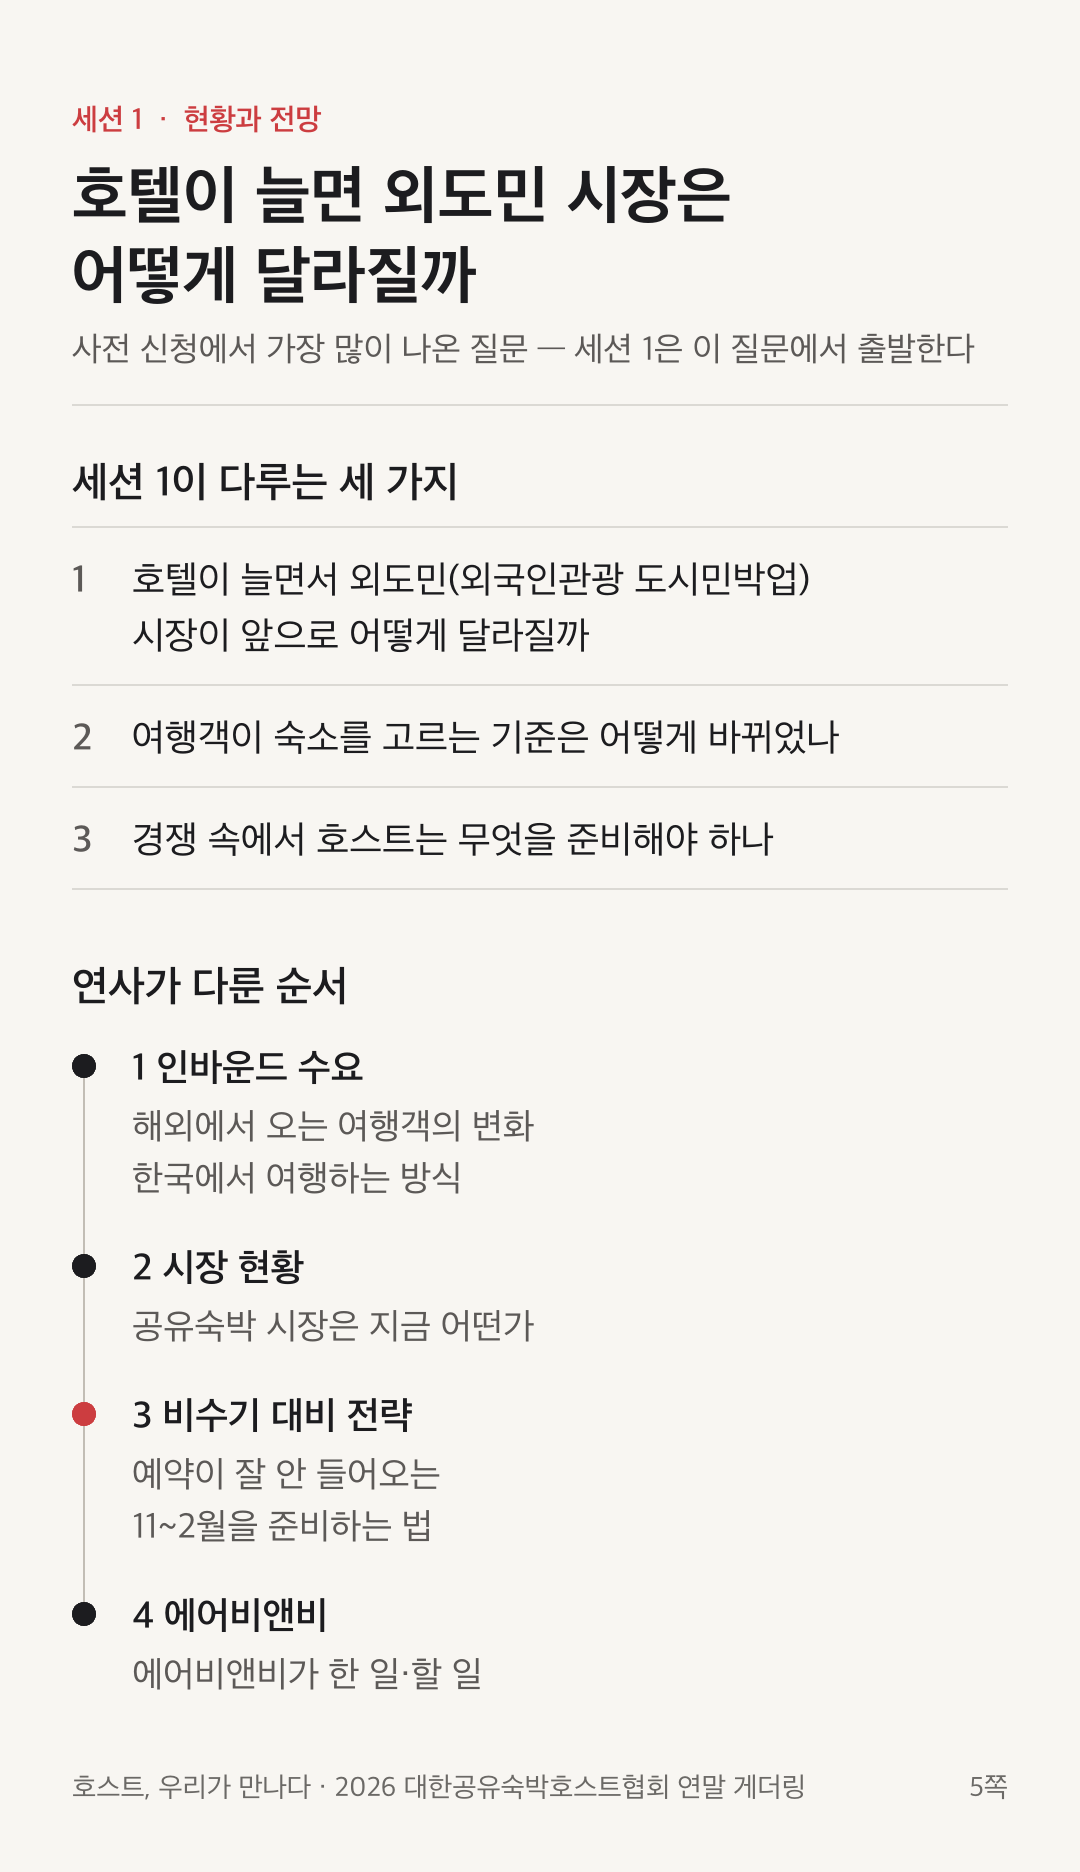 세션 1 · 현황과 전망
호텔이 늘면 외도민 시장은
어떻게 달라질까
사전 신청에서 가장 많이 나온 질문 — 세션 1은 이 질문에서 출발한다
세션 1이 다루는 세 가지
1 호텔이 늘면서 외도민(외국인관광 도시민박업)
시장이 앞으로 어떻게 달라질까
2 여행객이 숙소를 고르는 기준은 어떻게 바뀌었나
3 경쟁 속에서 호스트는 무엇을 준비해야 하나
연사가 다룬 순서
1 인바운드 수요
해외에서 오는 여행객의 변화
한국에서 여행하는 방식
2 시장 현황
공유숙박 시장은 지금 어떤가
3 비수기 대비 전략
예약이 잘 안 들어오는
11~2월을 준비하는 법
4 에어비앤비
에어비앤비가 한 일·할 일
호스트, 우리가 만나다 · 2026 대한공유숙박호스트협회 연말 게더링 5쪽